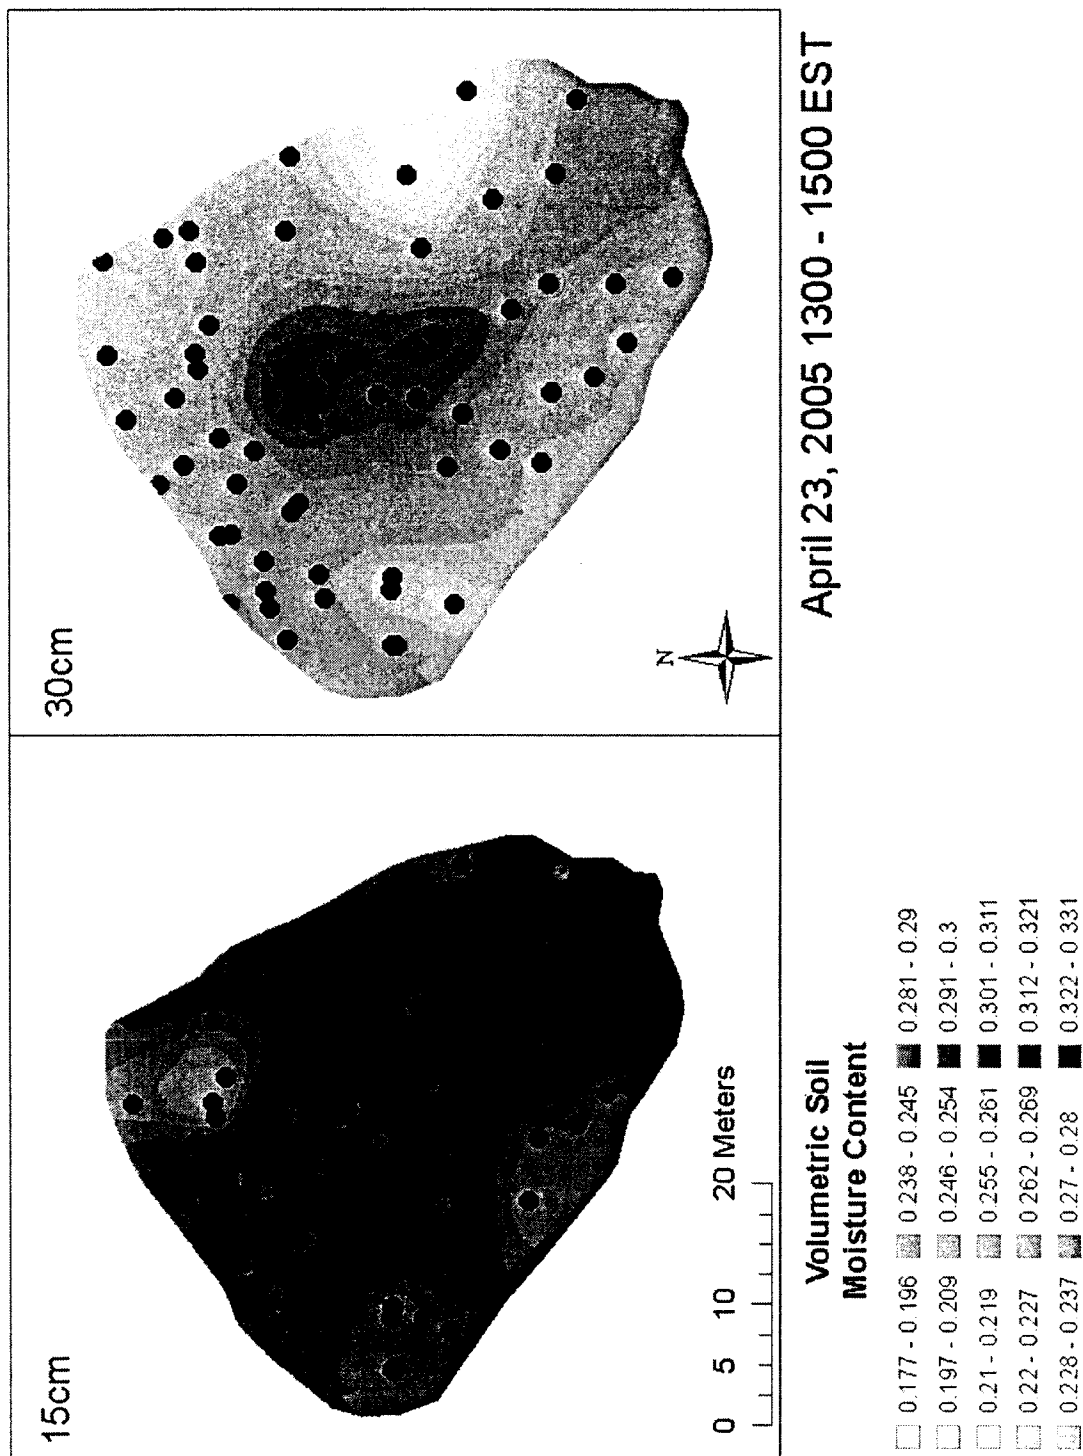 15cm
30cm
N
0 5 10 20 Meters
April 23, 2005 1300 - 1500 EST
Volumetric Soil
Moisture Content
0.177 - 0.196 0.238 - 0.245 0.281 - 0.29
0.197 - 0.209 0.246 - 0.254 0.291 - 0.3
0.21 - 0.219 0.255 - 0.261 0.301 - 0.311
0.22 - 0.227 0.262 - 0.269 0.312 - 0.321
0.228 - 0.237 0.27 - 0.28 0.322 - 0.331